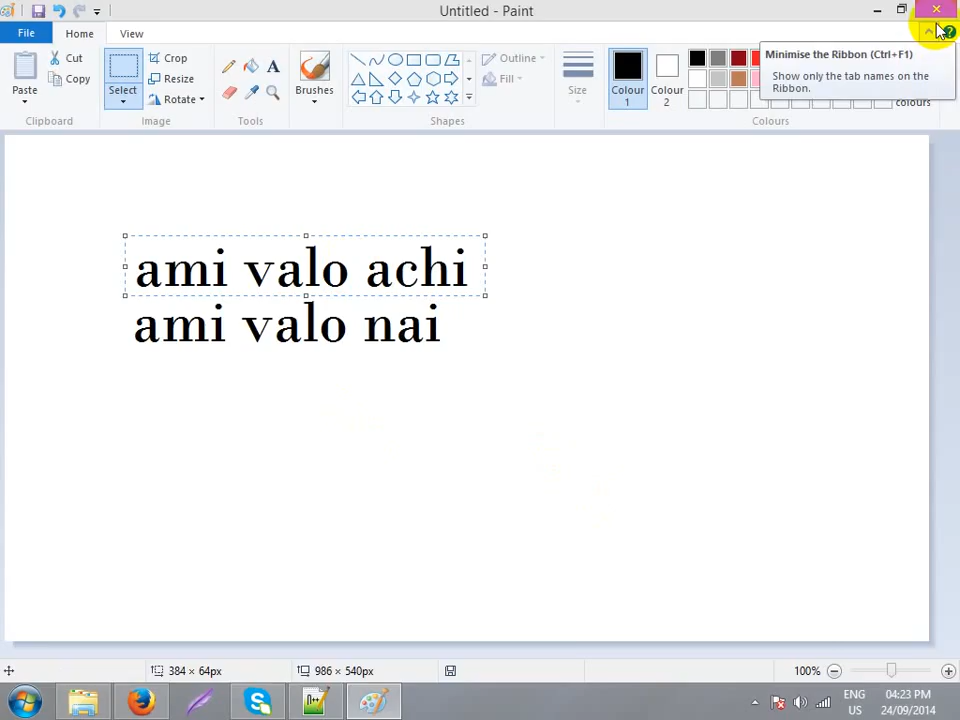 Untitled - Paint
File Home View
Paste
Cut
Copy
Clipboard
Select
Crop
Resize
Rotate
Image
Tools
Brushes
Outline
Fill
Shapes
Size
Colour 1
Colour 2
colours
Colours
Minimise the Ribbon (Ctrl+F1)
Show only the tab names on the
Ribbon.
ami valo achi
ami valo nai
384 × 64px
986 × 540px
100%
ENG
US
04:23 PM
24/09/2014